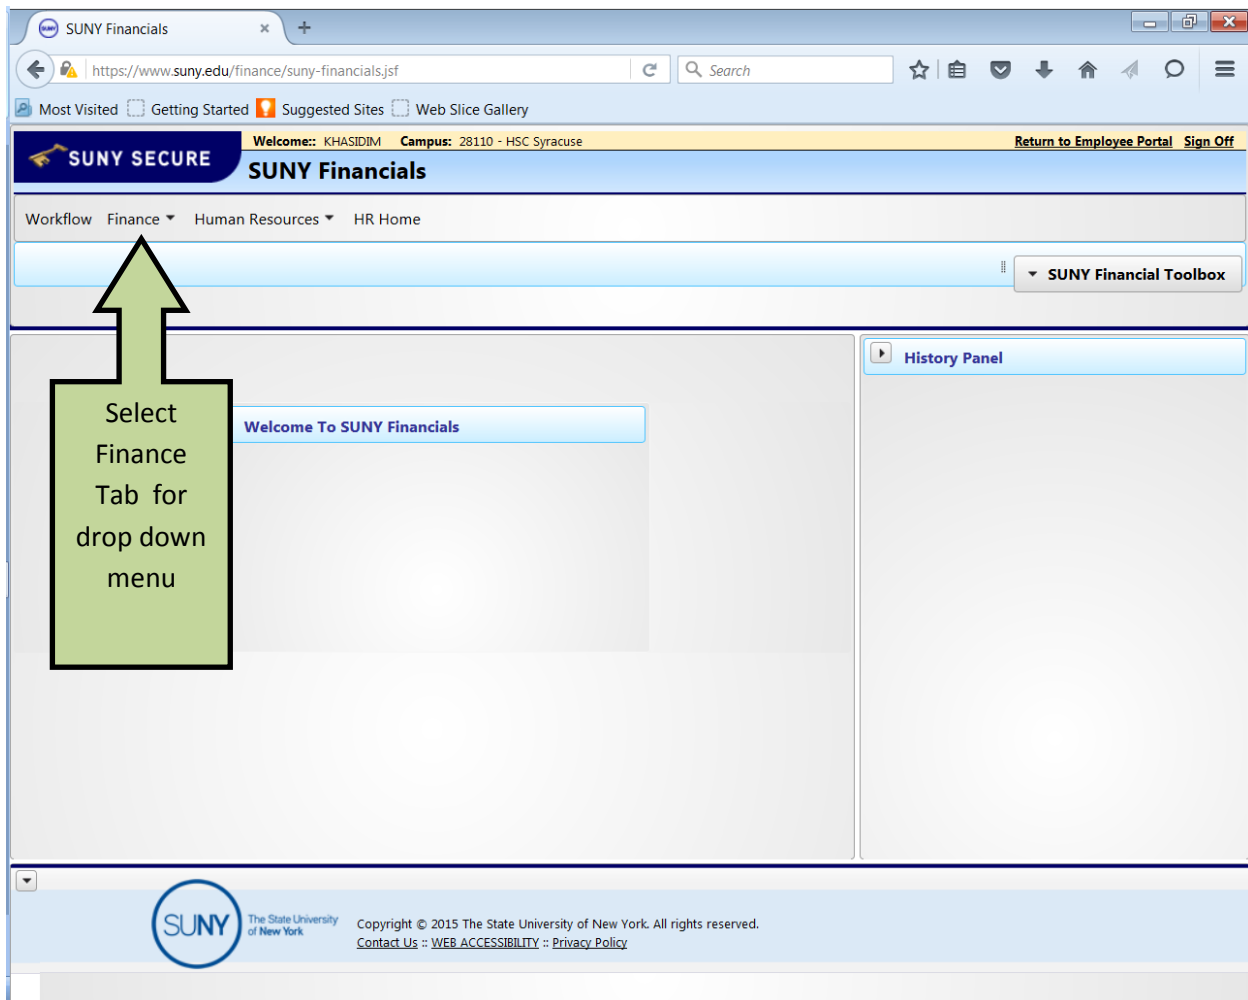 SUNY Financials
https://www.suny.edu/finance/suny-financials.jsf
Search
Most Visited Getting Started Suggested Sites Web Slice Gallery
SUNY SECURE
Welcome:: KHASIDIM Campus: 28110 - HSC Syracuse
Return to Employee Portal Sign Off
SUNY Financials
Workflow Finance Human Resources HR Home
SUNY Financial Toolbox
History Panel
Select
Finance
Tab for
drop down
menu
Welcome To SUNY Financials
SUNY
The State University
of New York
Copyright © 2015 The State University of New York. All rights reserved.
Contact Us :: WEB ACCESSIBILITY :: Privacy Policy